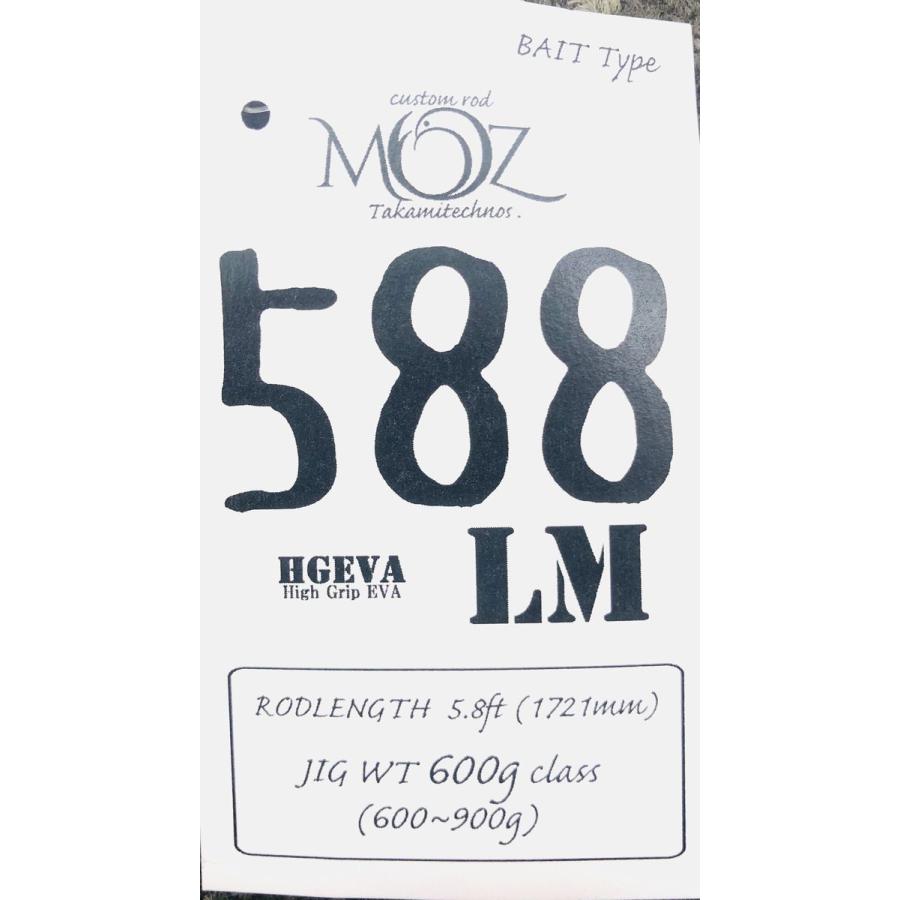 BAIT Type
custom rod
MOZ
Takamitechnos.
588
LM
HGEVA
High Grip EVA
RODLENGTH 5.8ft (1721mm)
JIG WT 600g class
(600~900g)